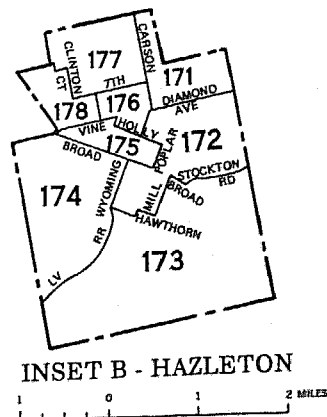 CLINTON
CT
177
CARSON
171
7TH
DIAMOND
AVE
178
176
VINE
HOLLY
175
POPLAR
172
BROAD
174
WYOMING
MILL
BROAD
STOCKTON
RD
HAWTHORN
RR
LV
173
INSET B - HAZLETON
1 0 1 2 MILES